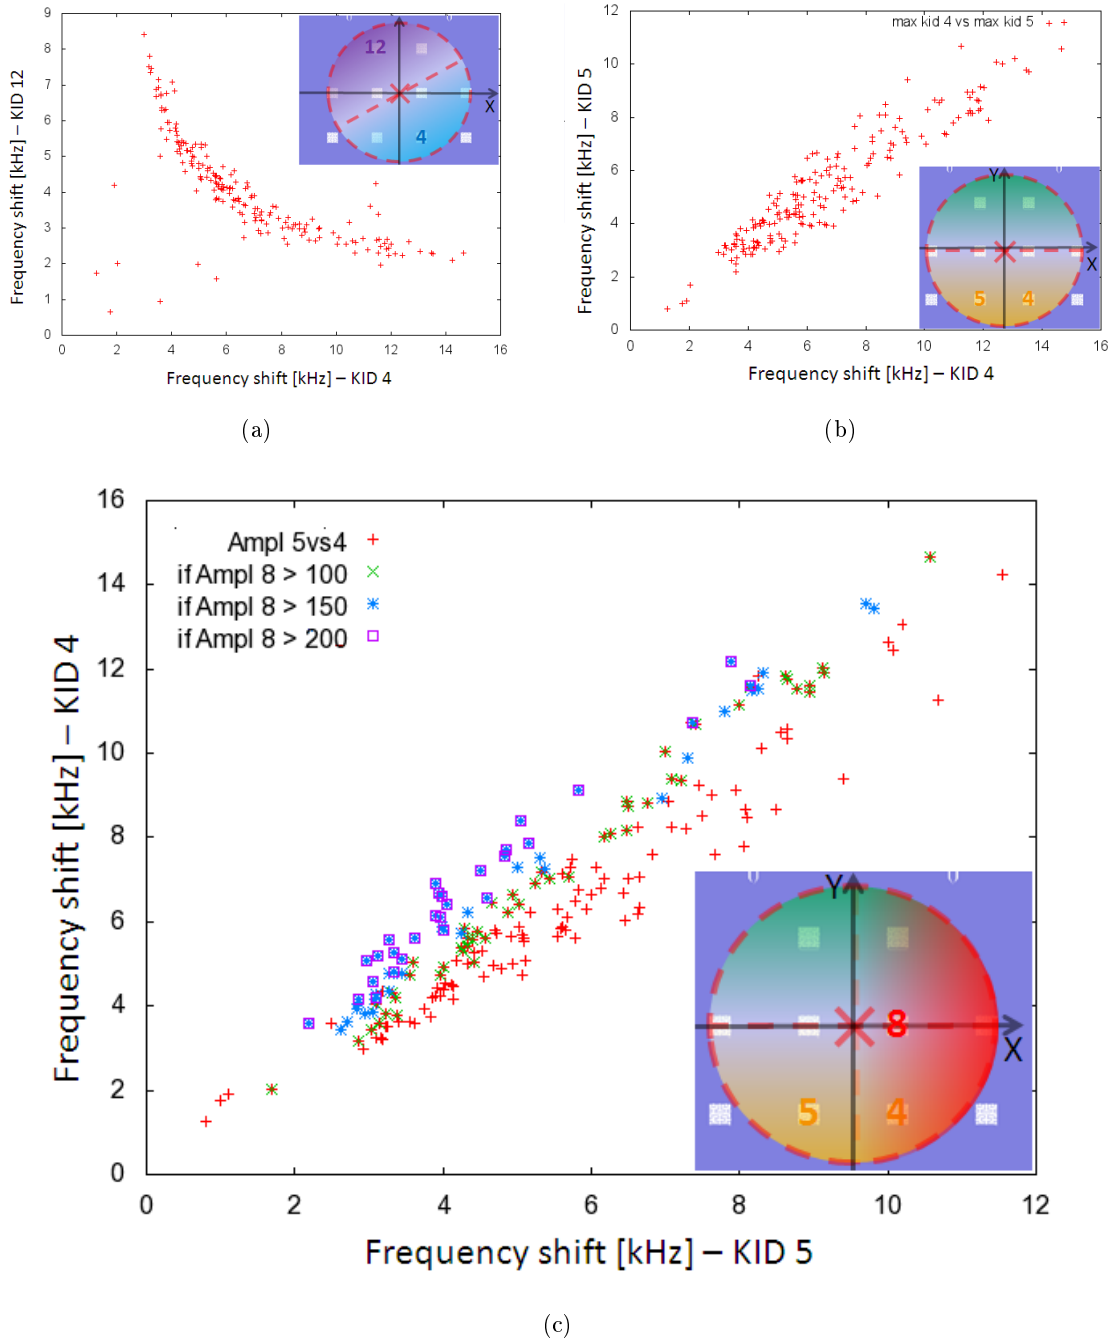 9
8
7
6
5
4
3
2
1
0
0 2 4 6 8 10 12 14 16
Frequency shift [kHz] – KID 12
Frequency shift [kHz] – KID 4
12
4
X
(a)
12
10
8
6
4
2
0
0 2 4 6 8 10 12 14 16
max kid 4 vs max kid 5
Frequency shift [kHz] – KID 5
Frequency shift [kHz] – KID 4
Y
X
5 4
(b)
16
14
12
10
8
6
4
2
0
0 2 4 6 8 10 12
Ampl 5vs4
if Ampl 8 > 100
if Ampl 8 > 150
if Ampl 8 > 200
Frequency shift [kHz] – KID 4
Frequency shift [kHz] – KID 5
Y
8
X
5 4
(c)